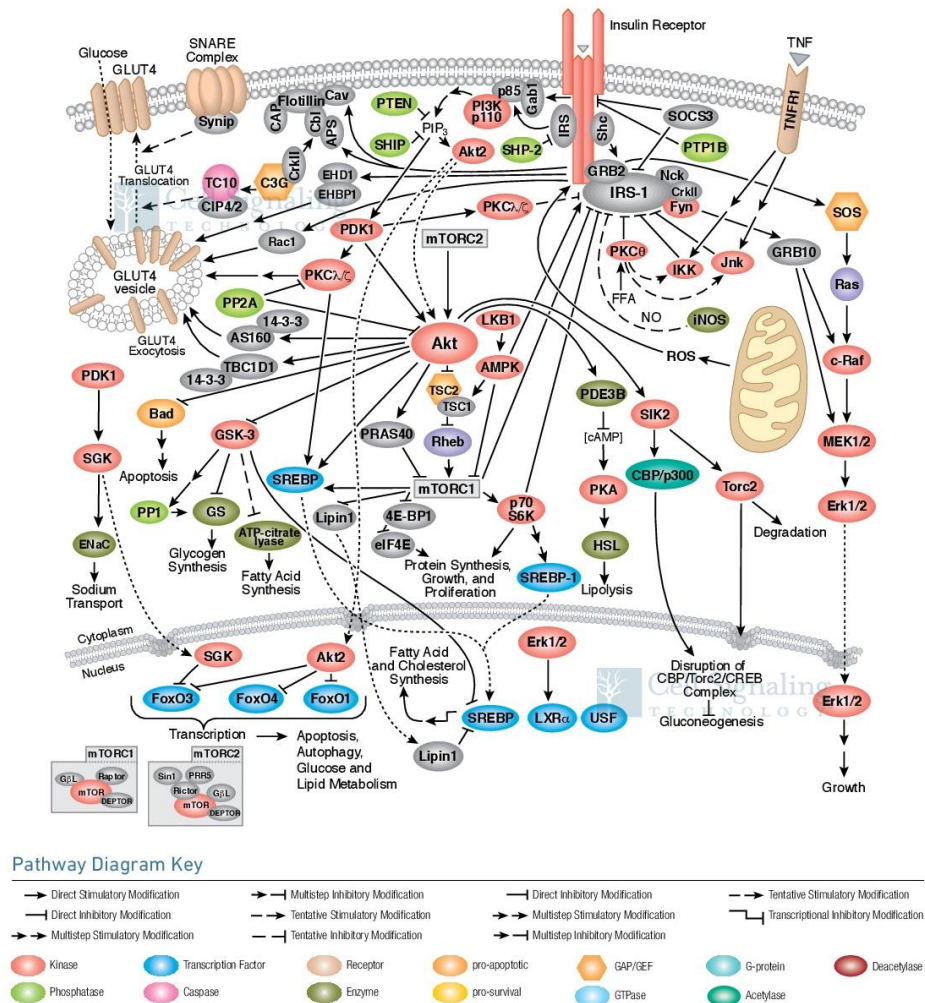 Insulin Receptor
SNARE
Complex
TNF
Glucose
GLUT4
Flotillin
Cav
CAP
Cbl
APS
CrkII
PTEN
PIP3
SHIP
PI3K
p110
p85
Gab1
IRS
Shc
SHP-2
SOCS3
PTP1B
TNFR1
Synip
Akt2
GRB2
Nck
CrkII
IRS-1
Fyn
GLUT4
Translocation
TC10
C3G
CIP4/2
EHD1
EHBP1
Cell Signaling
TECHNOLOGY
SOS
PKCλ/ζ
Rac1
PDK1
mTORC2
PKCθ
IKK
Jnk
GRB10
GLUT4
vesicle
PKCλ/ζ
FFA
Ras
PP2A
NO
iNOS
14-3-3
AS160
LKB1
GLUT4
Exocytosis
Akt
TBC1D1
14-3-3
AMPK
ROS
c-Raf
PDK1
TSC2
TSC1
PDE3B
Bad
GSK-3
PRAS40
Rheb
[cAMP]
SIK2
MEK1/2
SGK
Apoptosis
SREBP
mTORC1
PKA
CBP/p300
Torc2
PP1
GS
Lipin1
4E-BP1
p70
S6K
Erk1/2
ENaC
ATP-citrate
lyase
eIF4E
HSL
Degradation
Glycogen
Synthesis
Fatty Acid
Synthesis
Protein Synthesis,
Growth, and
Proliferation
SREBP-1
Lipolysis
Sodium
Transport
Cytoplasm
Nucleus
SGK
Akt2
Fatty Acid
and Cholesterol
Synthesis
Erk1/2
Disruption of
CBP/Torc2/CREB
Complex
Gluconeogenesis
Cell Signaling
TECHNOLOGY
Erk1/2
FoxO3
FoxO4
FoxO1
SREBP
LXRα
USF
Transcription
Apoptosis,
Autophagy,
Glucose and
Lipid Metabolism
Lipin1
Growth
mTORC1
GβL
Raptor
mTOR
DEPTOR
mTORC2
Sin1
PRR5
Rictor
GβL
mTOR
DEPTOR
Pathway Diagram Key
Direct Stimulatory Modification
Multistep Inhibitory Modification
Direct Inhibitory Modification
Tentative Stimulatory Modification
Direct Inhibitory Modification
Tentative Stimulatory Modification
Multistep Stimulatory Modification
Transcriptional Inhibitory Modification
Multistep Stimulatory Modification
Tentative Inhibitory Modification
Multistep Inhibitory Modification
Kinase
Transcription Factor
Receptor
pro-apoptotic
GAP/GEF
G-protein
Deacetylase
Phosphatase
Caspase
Enzyme
pro-survival
GTPase
Acetylase